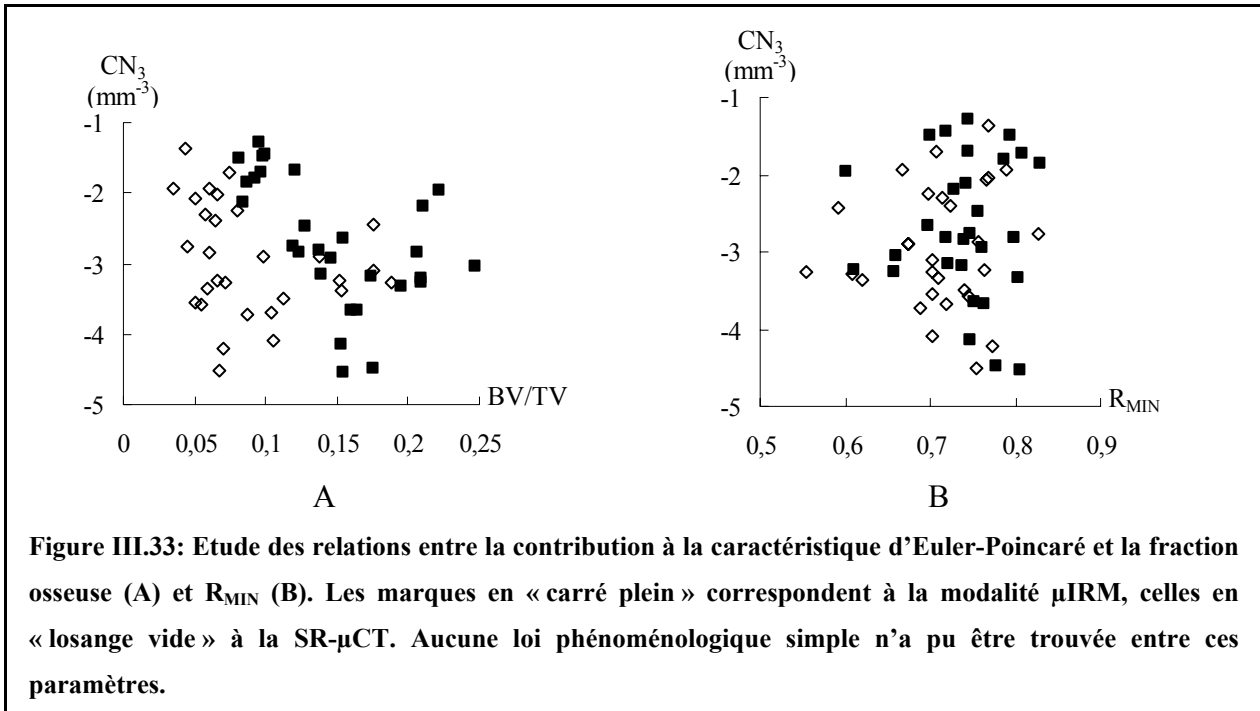 CN3
(mm-3)
-1
-2
-3
-4
-5
0 0,05 0,1 0,15 0,2 0,25
BV/TV
A
CN3
(mm-3)
-1
-2
-3
-4
-5
0,5 0,6 0,7 0,8 0,9
RMIN
B
Figure III.33: Etude des relations entre la contribution à la caractéristique d’Euler-Poincaré et la fraction
osseuse (A) et RMIN (B). Les marques en « carré plein » correspondent à la modalité µIRM, celles en
« losange vide » à la SR-µCT. Aucune loi phénoménologique simple n’a pu être trouvée entre ces
paramètres.